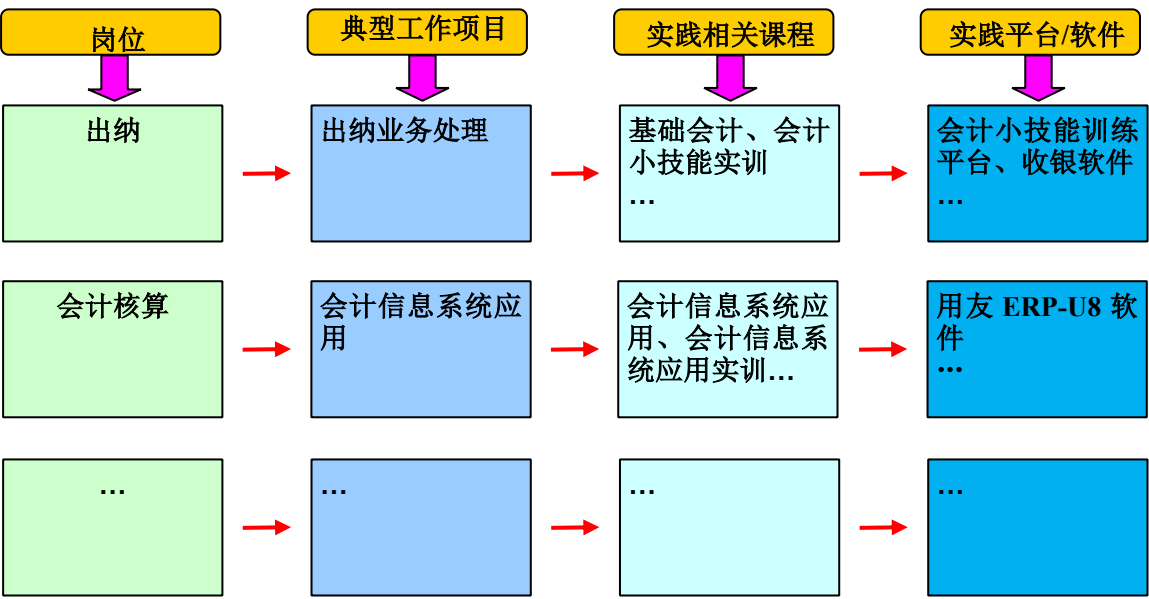 岗位
典型工作项目
实践相关课程
实践平台/软件
出纳
出纳业务处理
基础会计、会计
小技能实训
…
会计小技能训练
平台、收银软件
…
会计核算
会计信息系统应
用
会计信息系统应
用、会计信息系
统应用实训…
用友 ERP-U8 软
件
…
…
…
…
…